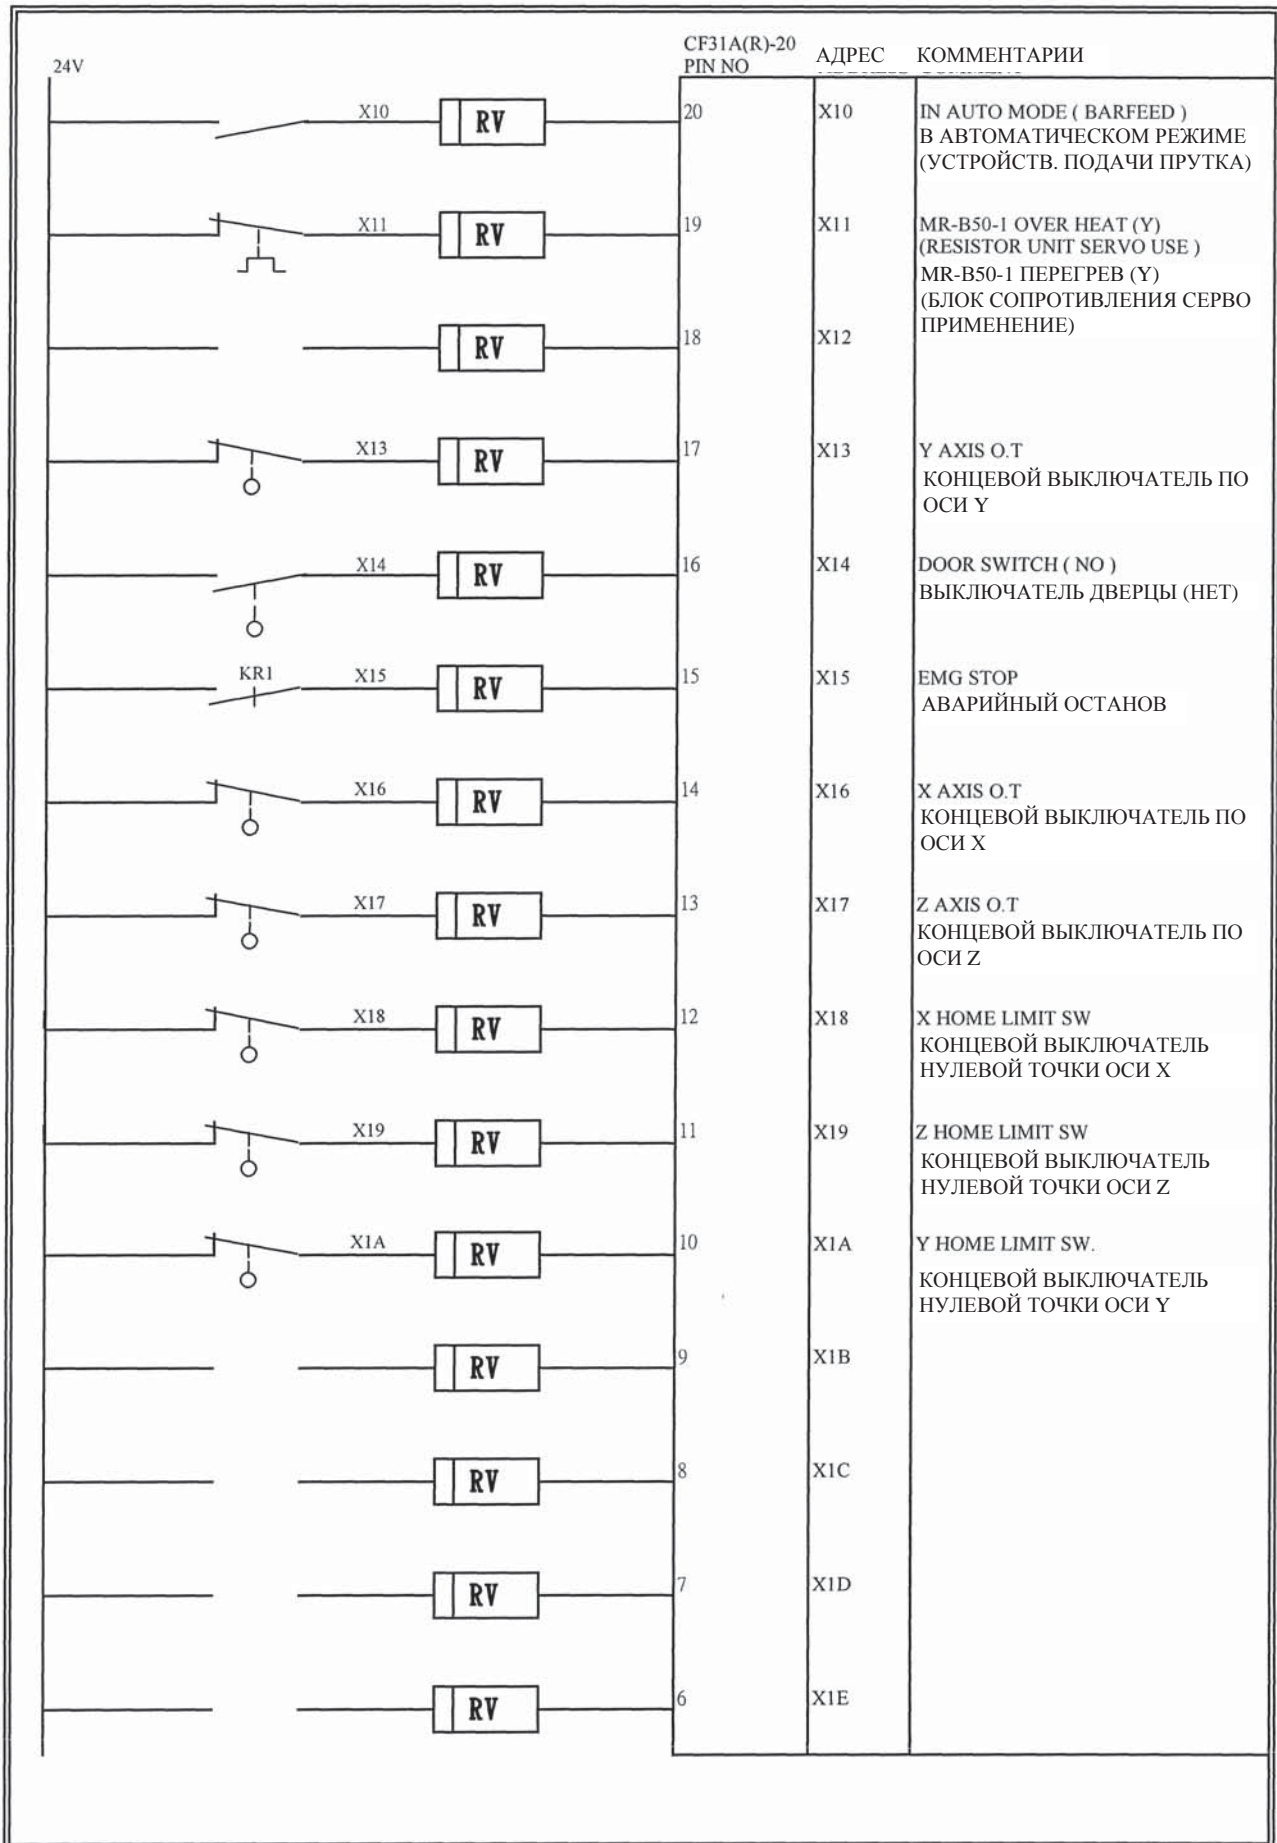 CF31A(R)-20
24V PIN NO АДРЕС КОММЕНТАРИИ
X10 RV 20 X10 IN AUTO MODE ( BARFEED )
В АВТОМАТИЧЕСКОМ РЕЖИМЕ
(УСТРОЙСТВ. ПОДАЧИ ПРУТКА)
X11 RV 19 X11 MR-B50-1 OVER HEAT (Y)
(RESISTOR UNIT SERVO USE )
MR-B50-1 ПЕРЕГРЕВ (Y)
(БЛОК СОПРОТИВЛЕНИЯ СЕРВО
ПРИМЕНЕНИЕ)
RV 18 X12
X13 RV 17 X13 Y AXIS O.T
КОНЦЕВОЙ ВЫКЛЮЧАТЕЛЬ ПО
ОСИ Y
X14 RV 16 X14 DOOR SWITCH ( NO )
ВЫКЛЮЧАТЕЛЬ ДВЕРЦЫ (НЕТ)
KR1 X15 RV 15 X15 EMG STOP
АВАРИЙНЫЙ ОСТАНОВ
X16 RV 14 X16 X AXIS O.T
КОНЦЕВОЙ ВЫКЛЮЧАТЕЛЬ ПО
ОСИ X
X17 RV 13 X17 Z AXIS O.T
КОНЦЕВОЙ ВЫКЛЮЧАТЕЛЬ ПО
ОСИ Z
X18 RV 12 X18 X HOME LIMIT SW
КОНЦЕВОЙ ВЫКЛЮЧАТЕЛЬ
НУЛЕВОЙ ТОЧКИ ОСИ X
X19 RV 11 X19 Z HOME LIMIT SW
КОНЦЕВОЙ ВЫКЛЮЧАТЕЛЬ
НУЛЕВОЙ ТОЧКИ ОСИ Z
X1A RV 10 X1A Y HOME LIMIT SW.
КОНЦЕВОЙ ВЫКЛЮЧАТЕЛЬ
НУЛЕВОЙ ТОЧКИ ОСИ Y
RV 9 X1B
RV 8 X1C
RV 7 X1D
RV 6 X1E